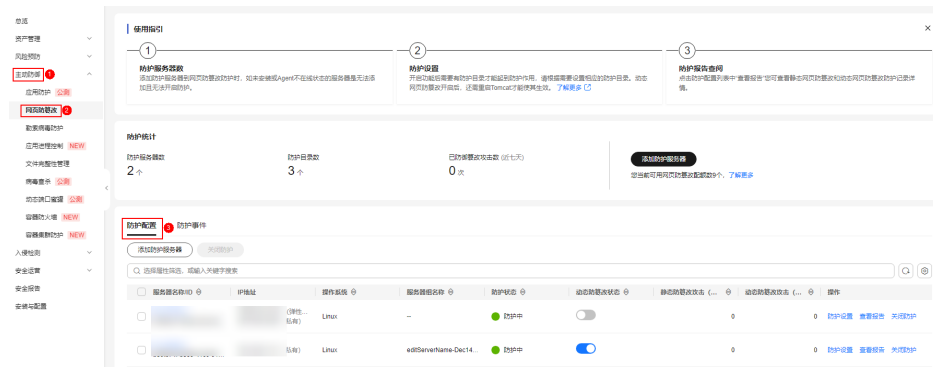 总览
资产管理
风险预防
主动防御 1
应用防护 公测
网页防篡改 2
勒索病毒防护
应用进程控制 NEW
文件完整性管理
病毒查杀 公测
动态端口蜜罐 公测
容器防火墙 NEW
容器集群防护 NEW
入侵检测
安全运营
安全报告
安装与配置
使用指引
1
防护服务器数
添加防护服务器到网页防篡改防护时，如未安装或Agent不在线状态的服务器是无法添
加且无法开启防护。
2
防护设置
开启功能后需要有防护目录才能起到防护作用，请根据需要设置相应的防护目录。动态
网页防篡改开启后，还需重启Tomcat才能使其生效。 了解更多
3
防护报告查问
点击防护配置列表中“查看报告”您可查看静态网页防篡改和动态网页防篡改防护记录详
情。
防护统计
防护服务器数
2 个
防护目录数
3 个
已防御篡改攻击数 (近七天)
0 次
添加防护服务器
您当前可用网页防篡改配额数9个，了解更多
防护配置 3 防护事件
添加防护服务器 关闭防护
选择属性筛选，或输入关键字搜索
服务器名称/ID IP地址 操作系统 服务器组名称 防护状态 动态防篡改状态 静态防篡改攻击 (... 动态防篡改攻击 (... 操作
(弹性...
私有) Linux -- 防护中 0 0 防护设置 查看报告 关闭防护
私有) Linux editServerName-Dec14... 防护中 0 0 防护设置 查看报告 关闭防护